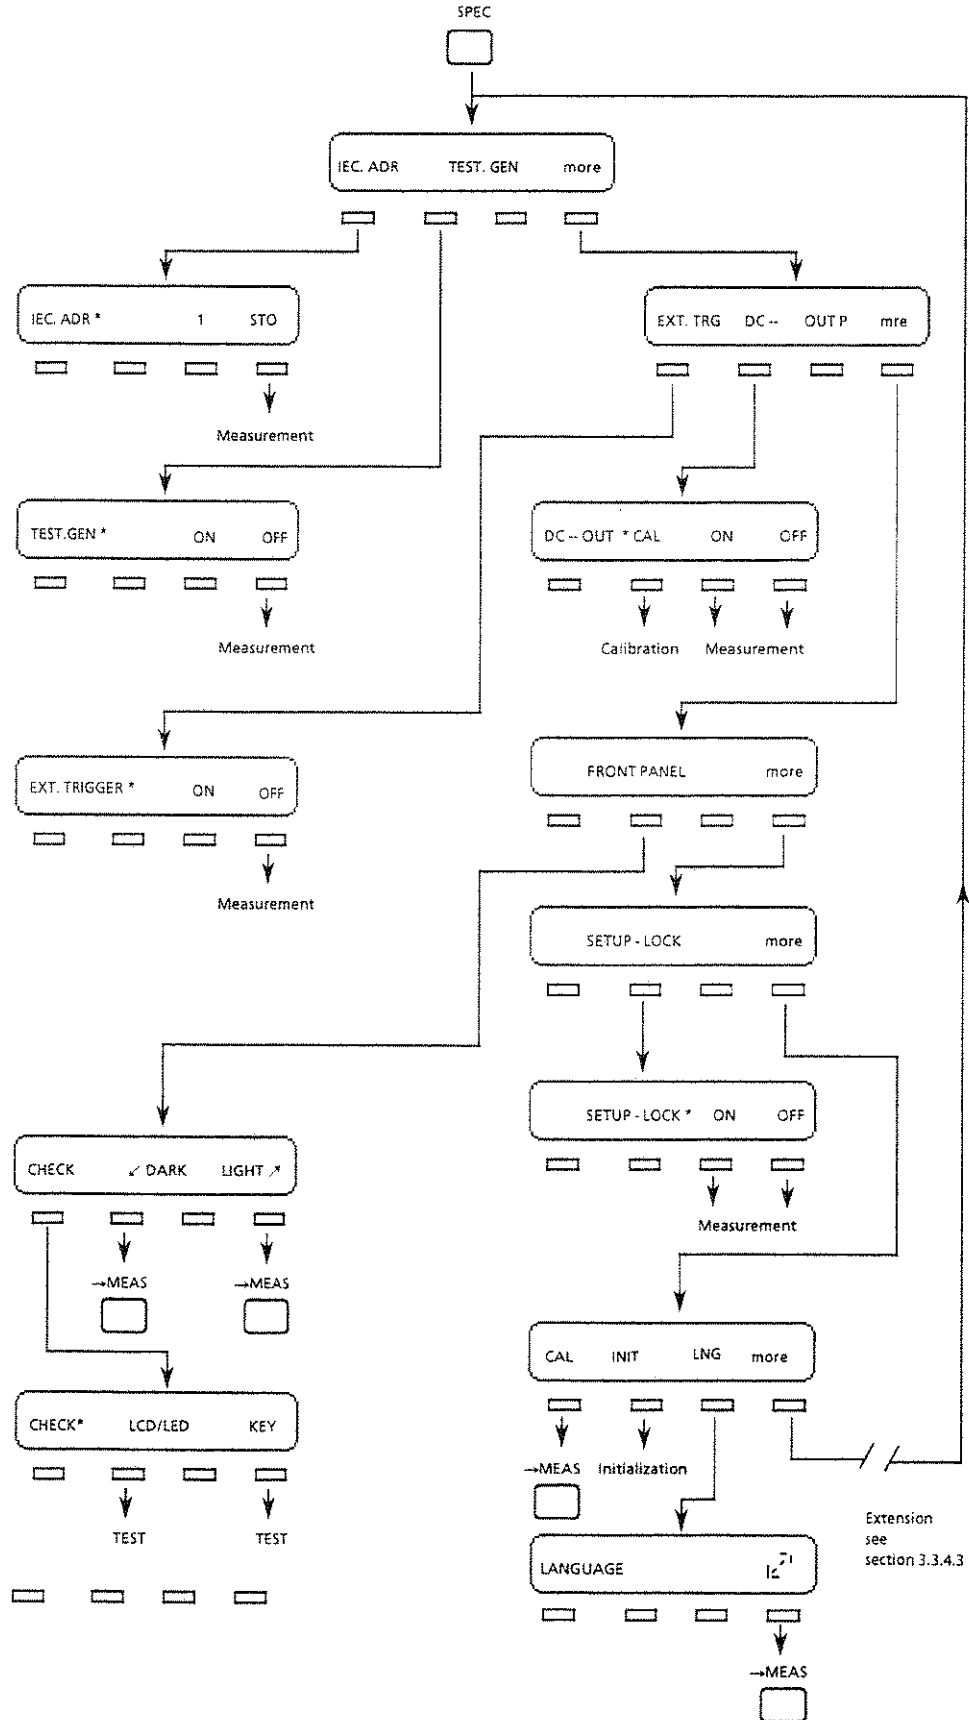 SPEC
IEC. ADR TEST. GEN more
IEC. ADR * 1 STO
EXT. TRG DC -- OUT P mre
Measurement
TEST.GEN * ON OFF
DC -- OUT * CAL ON OFF
Measurement
Calibration Measurement
EXT. TRIGGER * ON OFF
FRONT PANEL more
Measurement
SETUP - LOCK more
SETUP - LOCK * ON OFF
CHECK ↙ DARK LIGHT ↗
Measurement
→MEAS →MEAS
CAL INIT LNG more
CHECK* LCD/LED KEY
→MEAS Initialization
TEST TEST
Extension
see
section 3.3.4.3
LANGUAGE
→MEAS